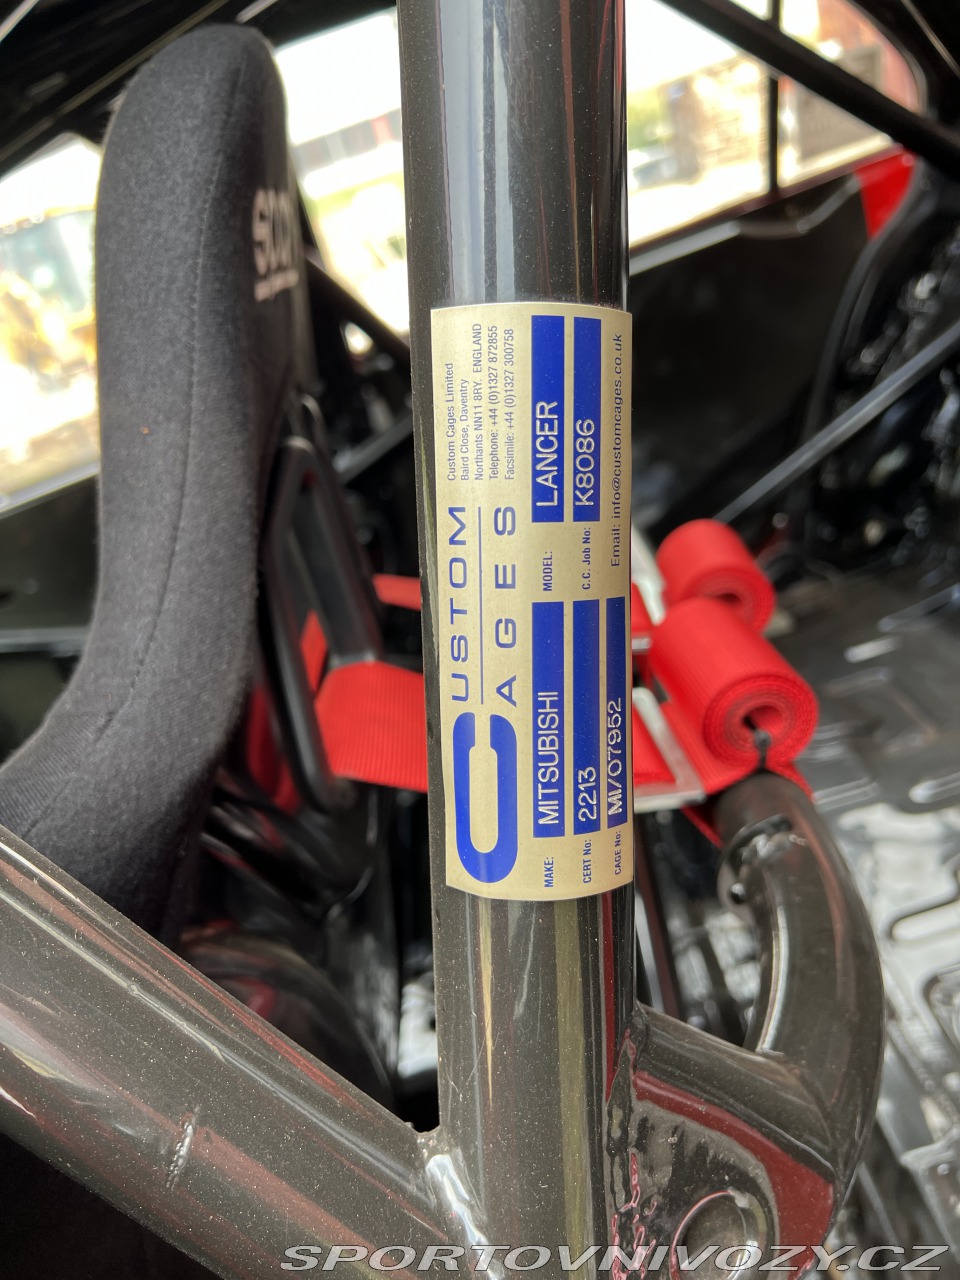 CUSTOM
CAGES
Custom Cages Limited
Baird Close, Daventry
Northants NN11 8RY. ENGLAND
Telephone: +44 (0)1327 872855
Facsimile: +44 (0)1327 300758
MAKE: MITSUBISHI MODEL: LANCER
CERT No: 2213 C.C. Job No: K8086
CAGE No: MI/07952 Email: info@customcages.co.uk
SPORTOVNIVOZY.CZ